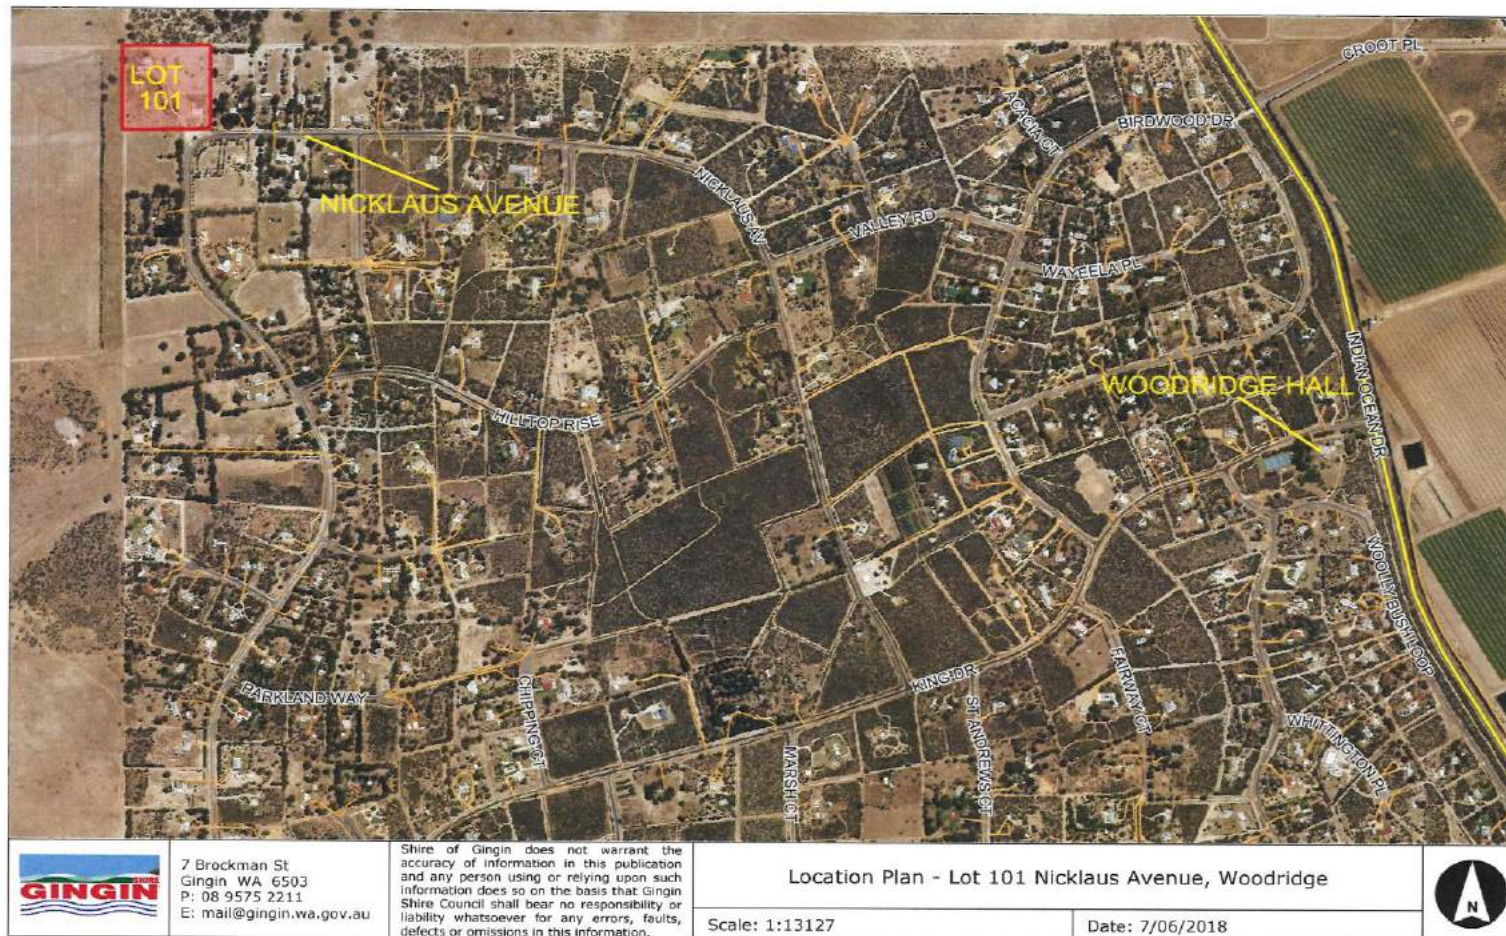 CROOT PL
LOT
101
ACACIA CT
BIRDWOOD DR
NICKLAUS AVENUE
NICKLAUS AV
VALLEY RD
WAYEELA PL
INDIAN OCEAN DR
WOODRIDGE HALL
HILLTOP RISE
WOOLLY BUSH LOOP
PARKLAND WAY
CHIPPING CT
KING DR
FAIRWAY CT
ST ANDREWS CT
MARSH CT
WHITTINGTON PL
SHIRE
GINGIN
7 Brockman St
Gingin WA 6503
P: 08 9575 2211
E: mail@gingin.wa.gov.au
Shire of Gingin does not warrant the
accuracy of information in this publication
and any person using or relying upon such
information does so on the basis that Gingin
Shire Council shall bear no responsibility or
liability whatsoever for any errors, faults,
defects or omissions in this information.
Location Plan - Lot 101 Nicklaus Avenue, Woodridge
Scale: 1:13127
Date: 7/06/2018
N